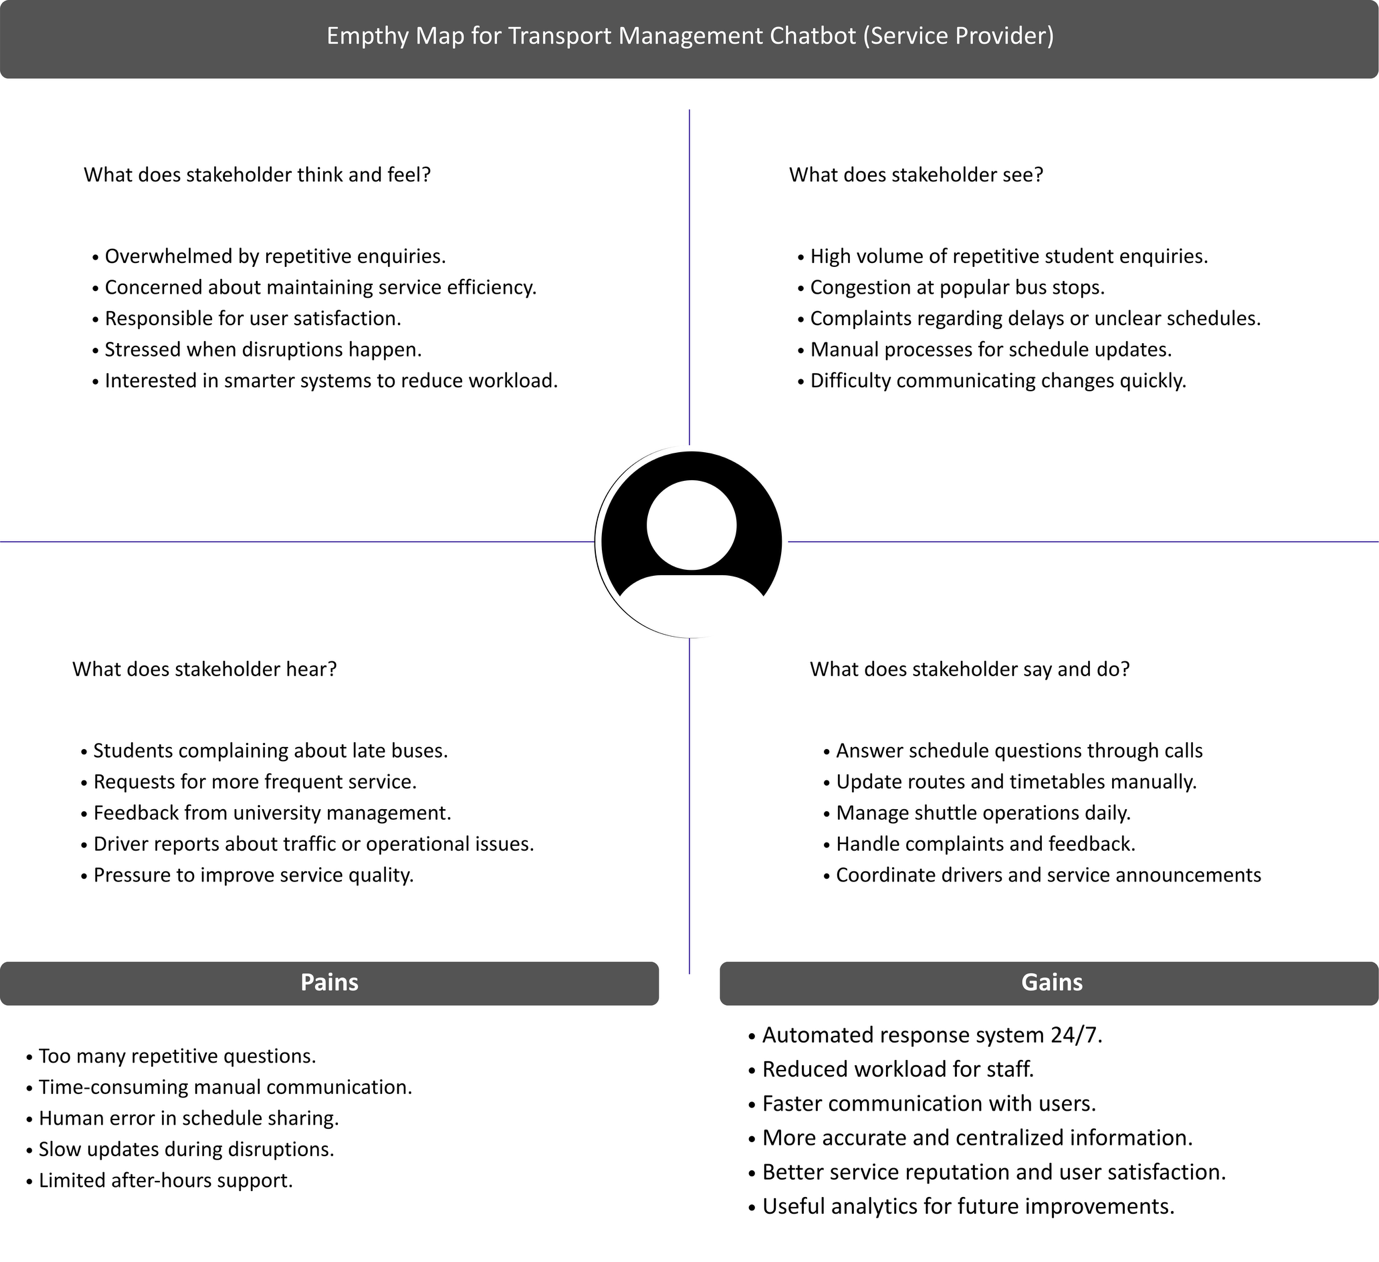 Empthy Map for Transport Management Chatbot (Service Provider)
What does stakeholder think and feel?
• Overwhelmed by repetitive enquiries.
• Concerned about maintaining service efficiency.
• Responsible for user satisfaction.
• Stressed when disruptions happen.
• Interested in smarter systems to reduce workload.
What does stakeholder see?
• High volume of repetitive student enquiries.
• Congestion at popular bus stops.
• Complaints regarding delays or unclear schedules.
• Manual processes for schedule updates.
• Difficulty communicating changes quickly.
What does stakeholder hear?
• Students complaining about late buses.
• Requests for more frequent service.
• Feedback from university management.
• Driver reports about traffic or operational issues.
• Pressure to improve service quality.
What does stakeholder say and do?
• Answer schedule questions through calls
• Update routes and timetables manually.
• Manage shuttle operations daily.
• Handle complaints and feedback.
• Coordinate drivers and service announcements
Pains
• Too many repetitive questions.
• Time-consuming manual communication.
• Human error in schedule sharing.
• Slow updates during disruptions.
• Limited after-hours support.
Gains
• Automated response system 24/7.
• Reduced workload for staff.
• Faster communication with users.
• More accurate and centralized information.
• Better service reputation and user satisfaction.
• Useful analytics for future improvements.